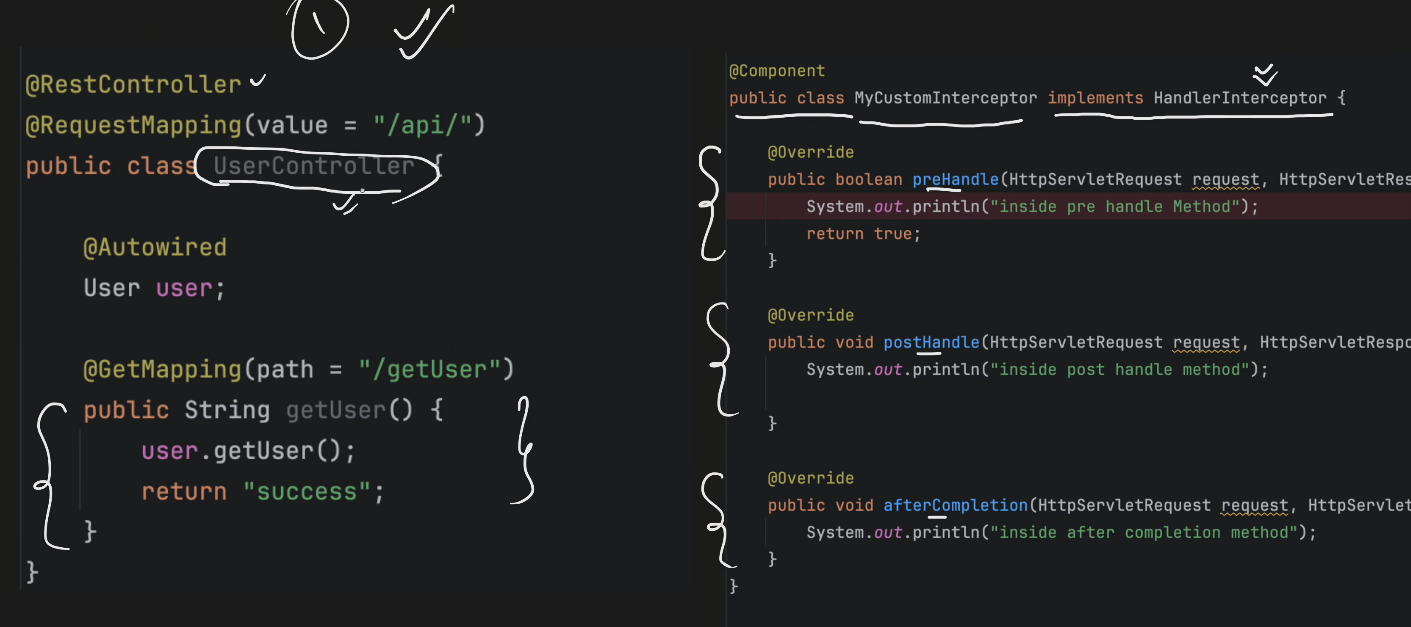 1
@RestController
@RequestMapping(value = "/api/")
public class UserController {
@Autowired
User user;
@GetMapping(path = "/getUser")
public String getUser() {
user.getUser();
return "success";
}
}
@Component
public class MyCustomInterceptor implements HandlerInterceptor {
@Override
public boolean preHandle(HttpServletRequest request, HttpServletRes
System.out.println("inside pre handle Method");
return true;
}
@Override
public void postHandle(HttpServletRequest request, HttpServletRespo
System.out.println("inside post handle method");
}
@Override
public void afterCompletion(HttpServletRequest request, HttpServlet
System.out.println("inside after completion method");
}
}